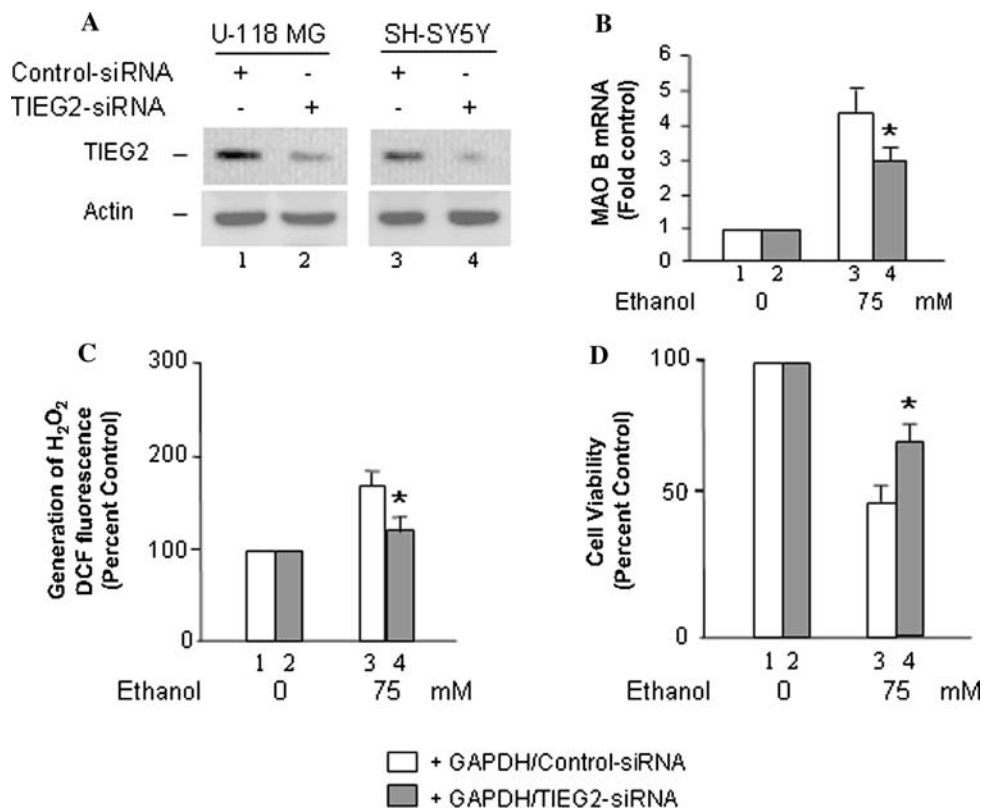 A
U-118 MG SH-SY5Y
Control-siRNA + - + -
TIEG2-siRNA - + - +
TIEG2 –
Actin –
1 2 3 4
B
MAO B mRNA
(Fold control)
6
5
4
3
2
1
0
*
1 2 3 4
Ethanol 0 75 mM
C
Generation of H₂O₂
DCF fluorescence
(Percent Control)
300
200
100
0
*
1 2 3 4
Ethanol 0 75 mM
D
Cell Viability
(Percent Control)
100
50
0
*
1 2 3 4
Ethanol 0 75 mM
+ GAPDH/Control-siRNA
+ GAPDH/TIEG2-siRNA